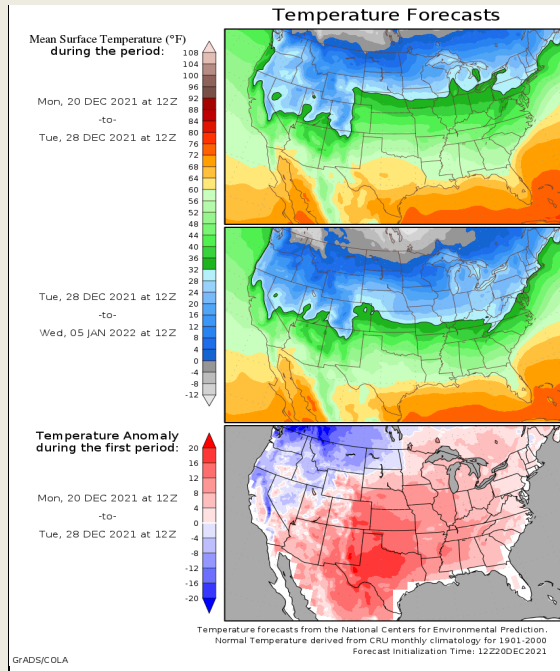 Temperature Forecasts
Mean Surface Temperature (°F)
during the period:
Mon, 20 DEC 2021 at 12Z
-to-
Tue, 28 DEC 2021 at 12Z
108
104
100
96
92
88
84
80
76
72
68
64
60
56
52
48
44
40
36
32
28
24
20
16
12
8
4
0
-4
-8
-12
Tue, 28 DEC 2021 at 12Z
-to-
Wed, 05 JAN 2022 at 12Z
Temperature Anomaly
during the first period:
Mon, 20 DEC 2021 at 12Z
-to-
Tue, 28 DEC 2021 at 12Z
20
16
12
8
4
0
-4
-8
-12
-16
-20
Temperature forecasts from the National Centers for Environmental Prediction.
Normal Temperature derived from CRU monthly climatology for 1901-2000
Forecast Initialization Time: 12Z20DEC2021
GrADS/COLA